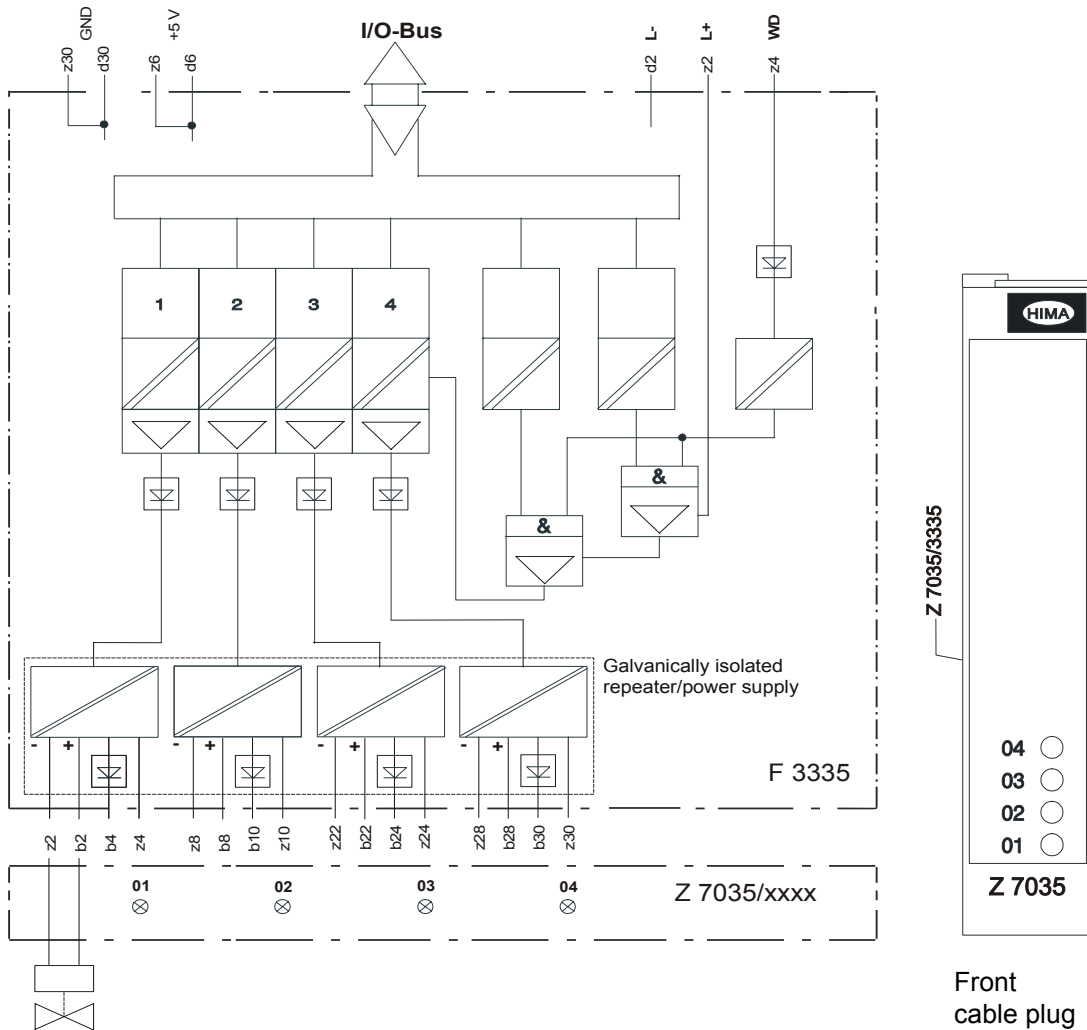 GND
+5 V
I/O-Bus
L-
L+
WD
z30
d30
z6
d6
d2
z2
z4
1
2
3
4
&
&
Galvanically isolated
repeater/power supply
- +
- +
- +
- +
F 3335
z2
b2
b4
z4
z8
b8
b10
z10
z22
b22
b24
z24
z28
b28
b30
z30
01
02
03
04
Z 7035/xxxx
HIMA
Z 7035/3335
04
03
02
01
Z 7035
Front
cable plug